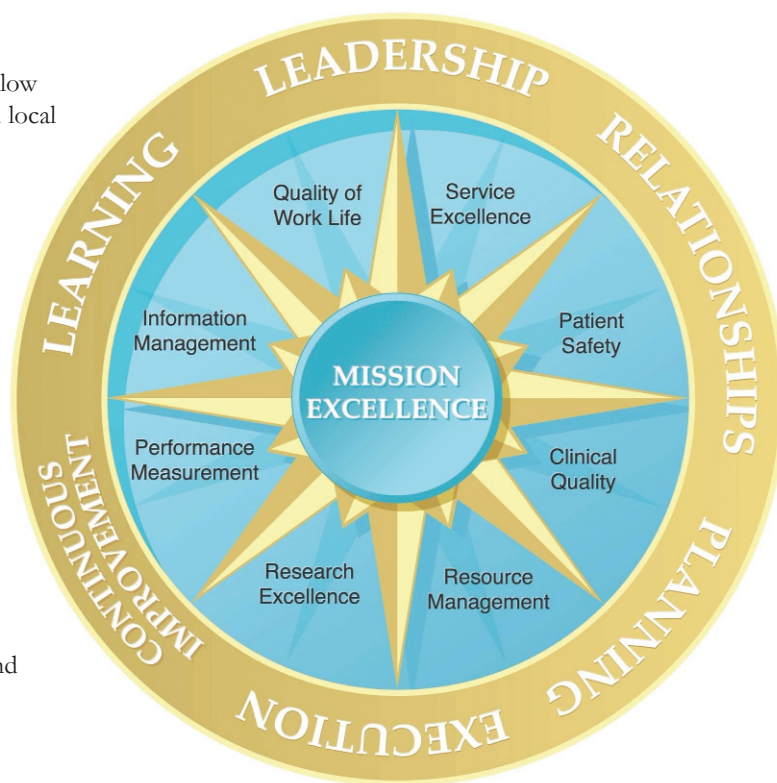 low
local
LEADERSHIP
RELATIONSHIPS
PLANNING
EXECUTION
CONTINUOUS
IMPROVEMENT
LEARNING
Quality of
Work Life
Service
Excellence
Patient
Safety
Clinical
Quality
Resource
Management
Research
Excellence
Performance
Measurement
Information
Management
MISSION
EXCELLENCE
nd